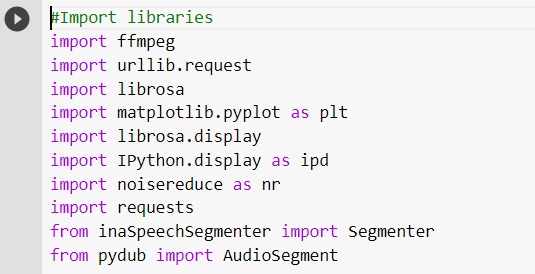 #Import libraries
import ffmpeg
import urllib.request
import librosa
import matplotlib.pyplot as plt
import librosa.display
import IPython.display as ipd
import noisereduce as nr
import requests
from inaSpeechSegmenter import Segmenter
from pydub import AudioSegment